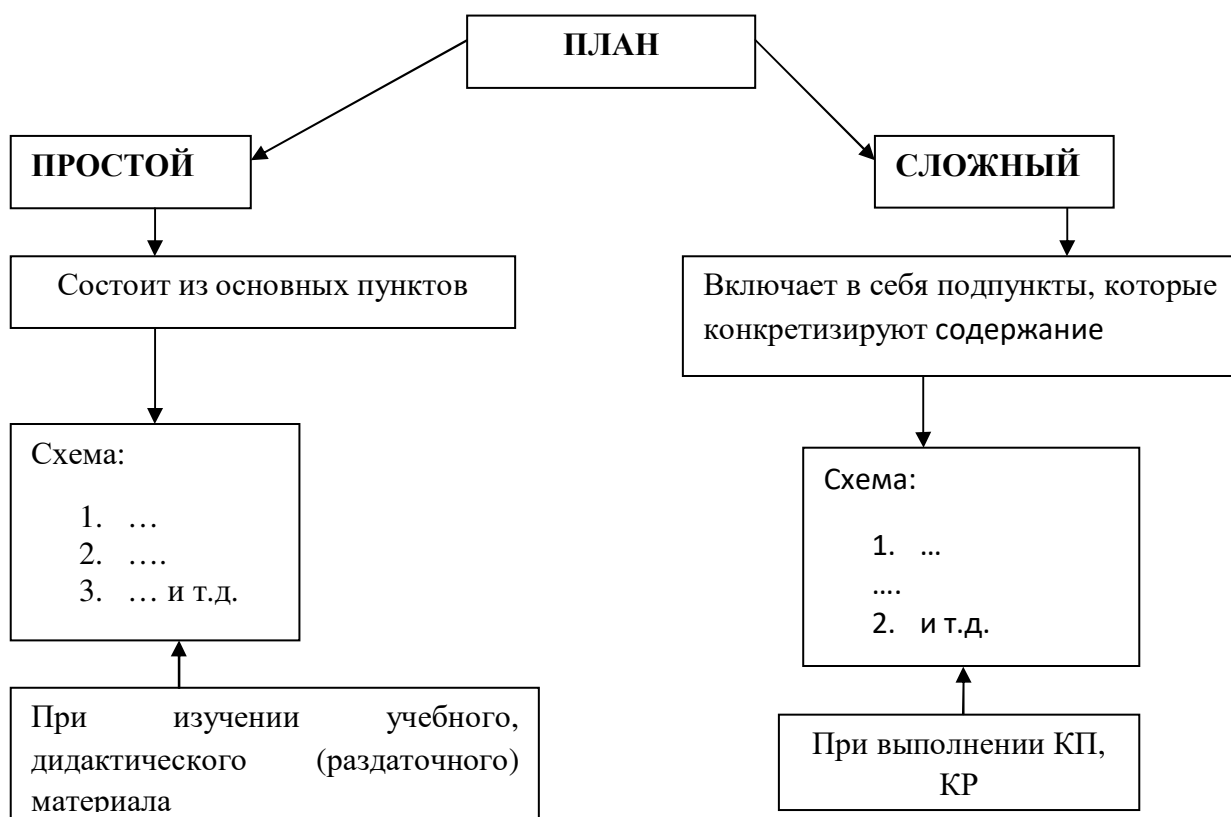 ПЛАН
ПРОСТОЙ
СЛОЖНЫЙ
Состоит из основных пунктов
Включает в себя подпункты, которые
конкретизируют содержание
Схема:
1. …
2. ….
3. … и т.д.
Схема:
1. …
….
2. и т.д.
При изучении учебного,
дидактического (раздаточного)
материала
При выполнении КП,
КР